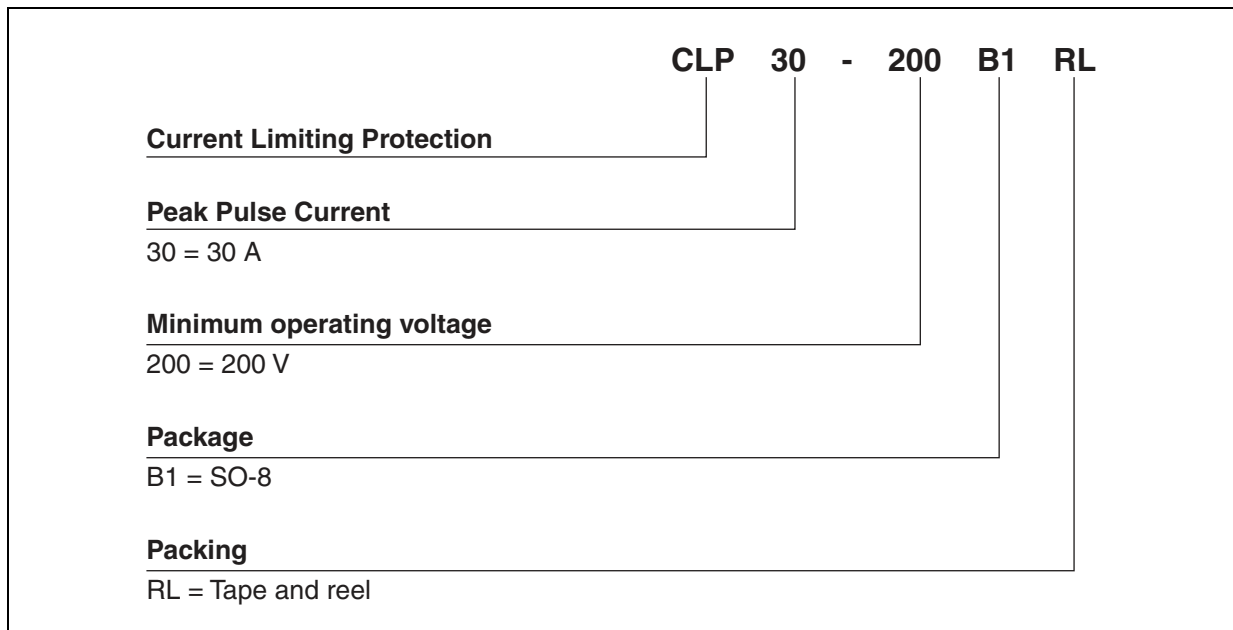 CLP 30 - 200 B1 RL
Current Limiting Protection
Peak Pulse Current
30 = 30 A
Minimum operating voltage
200 = 200 V
Package
B1 = SO-8
Packing
RL = Tape and reel